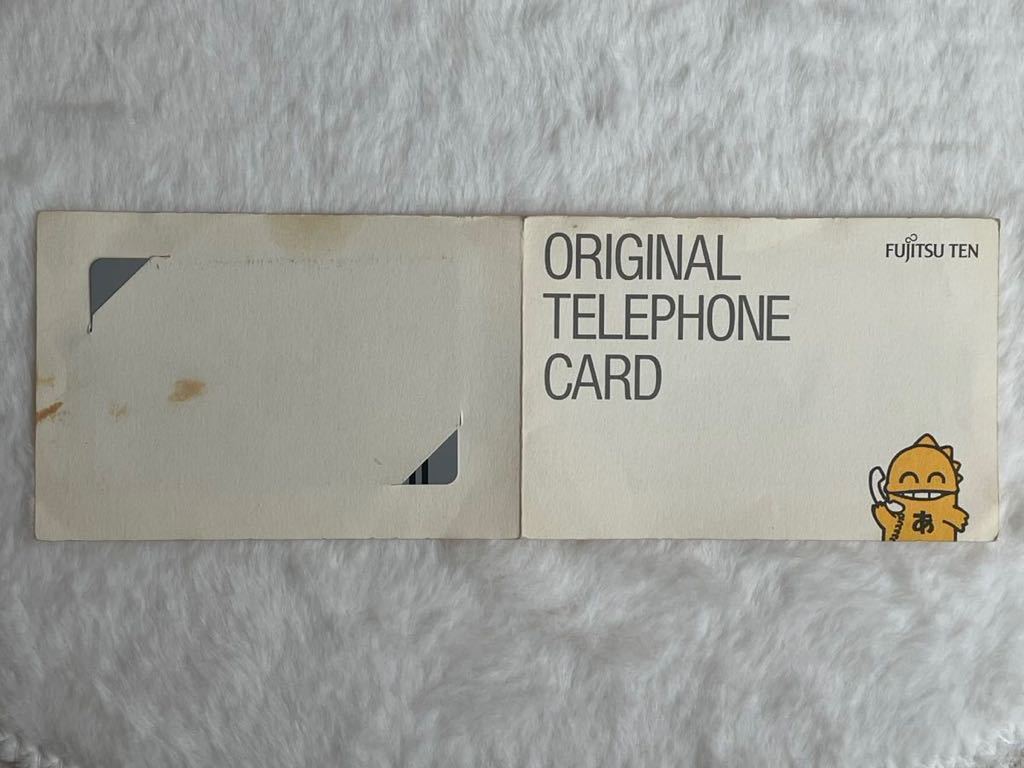 ORIGINAL
TELEPHONE
CARD
FUJITSU TEN
あ